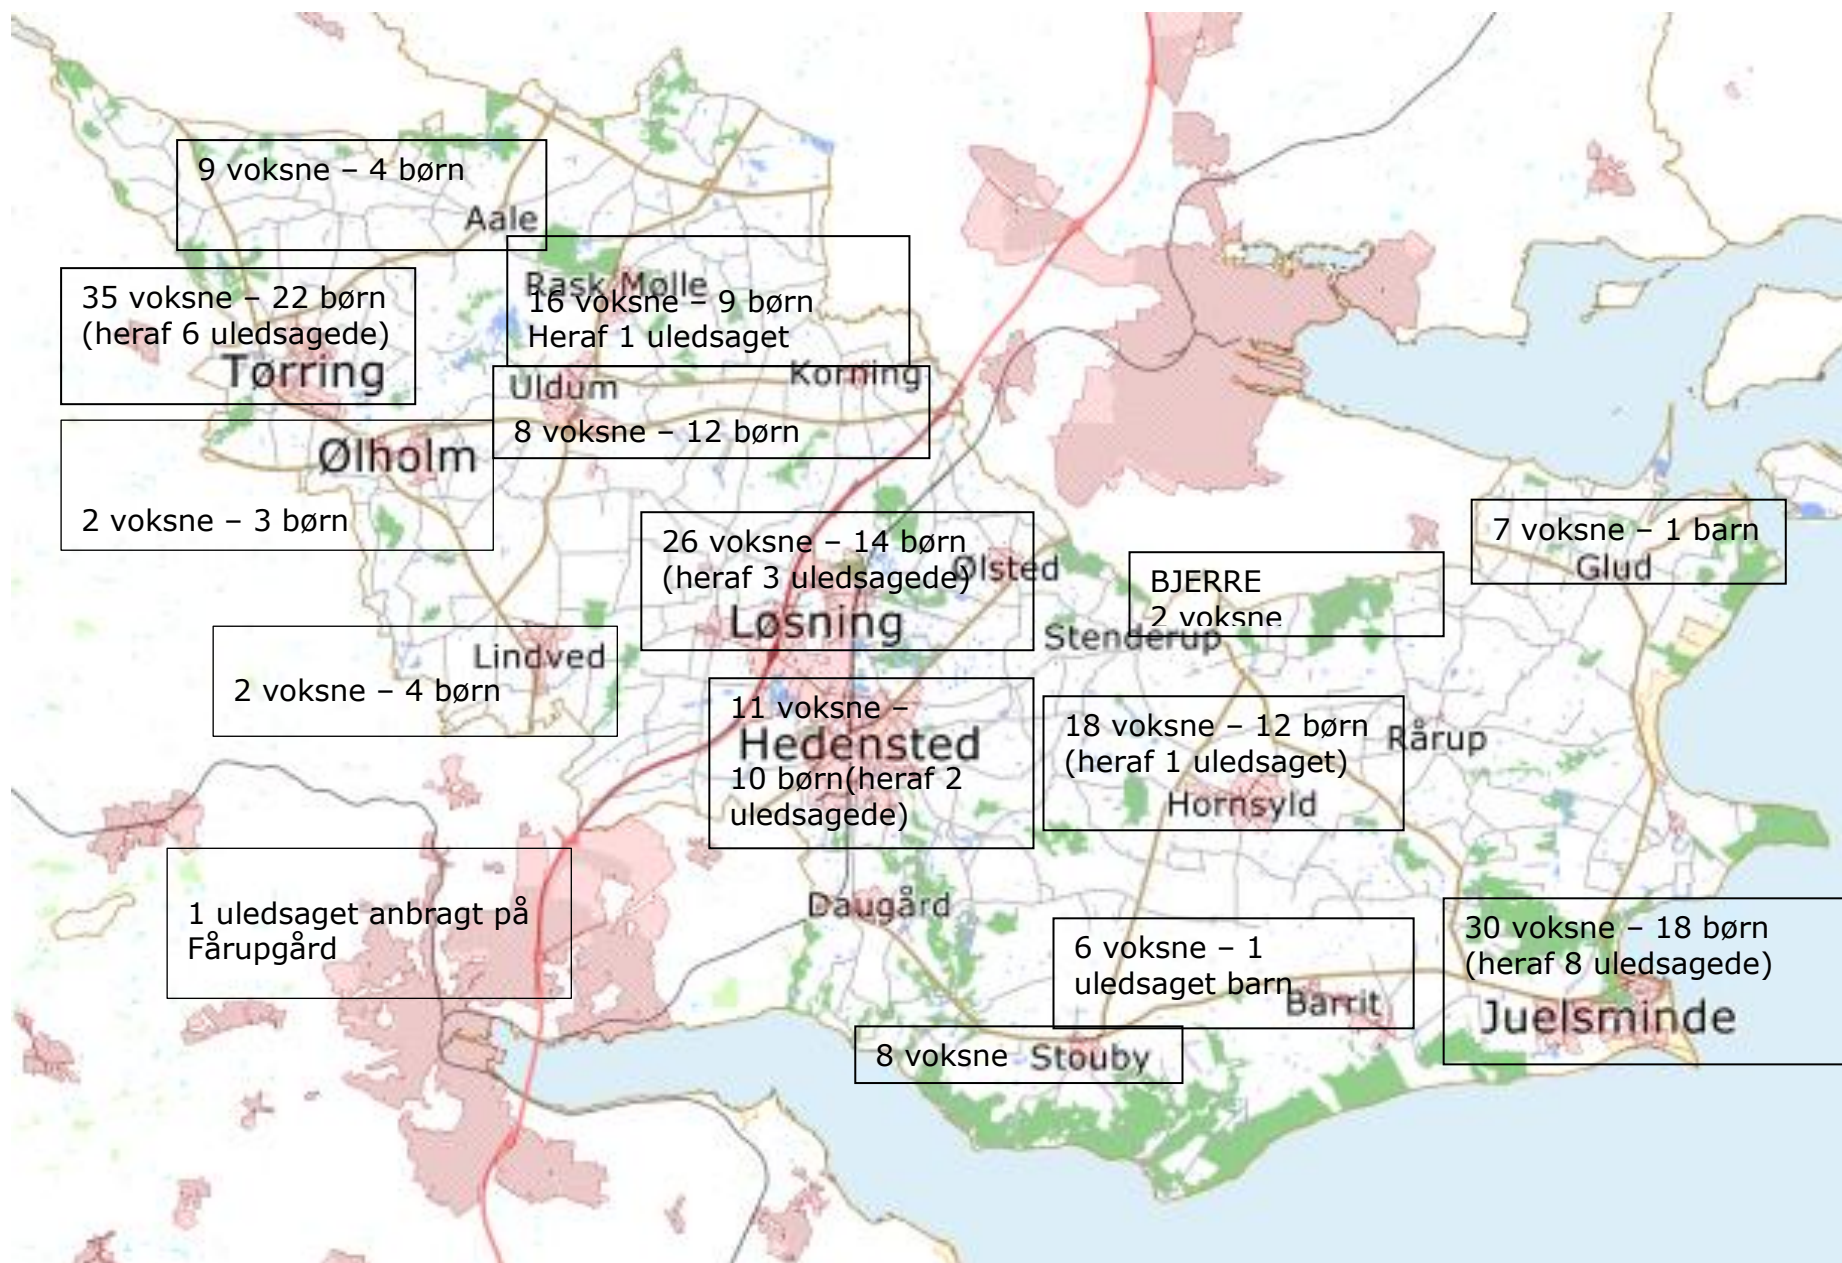 9 voksne – 4 børn
Aale
35 voksne – 22 børn
(heraf 6 uledsagede)
Tørring
Rask Mølle
16 voksne – 9 børn
Heraf 1 uledsaget
Korning
Uldum
8 voksne – 12 børn
Ølholm
2 voksne – 3 børn
26 voksne – 14 børn
(heraf 3 uledsagede)
Ølsted
Løsning
7 voksne – 1 barn
Glud
BJERRE
2 voksne
Stenderup
Lindved
2 voksne – 4 børn
11 voksne –
Hedensted
10 børn(heraf 2
uledsagede)
18 voksne – 12 børn
(heraf 1 uledsaget)
Rårup
Hornsyld
1 uledsaget anbragt på
Fårupgård
Daugård
6 voksne – 1
uledsaget barn
Barrit
30 voksne – 18 børn
(heraf 8 uledsagede)
Juelsminde
8 voksne
Stouby